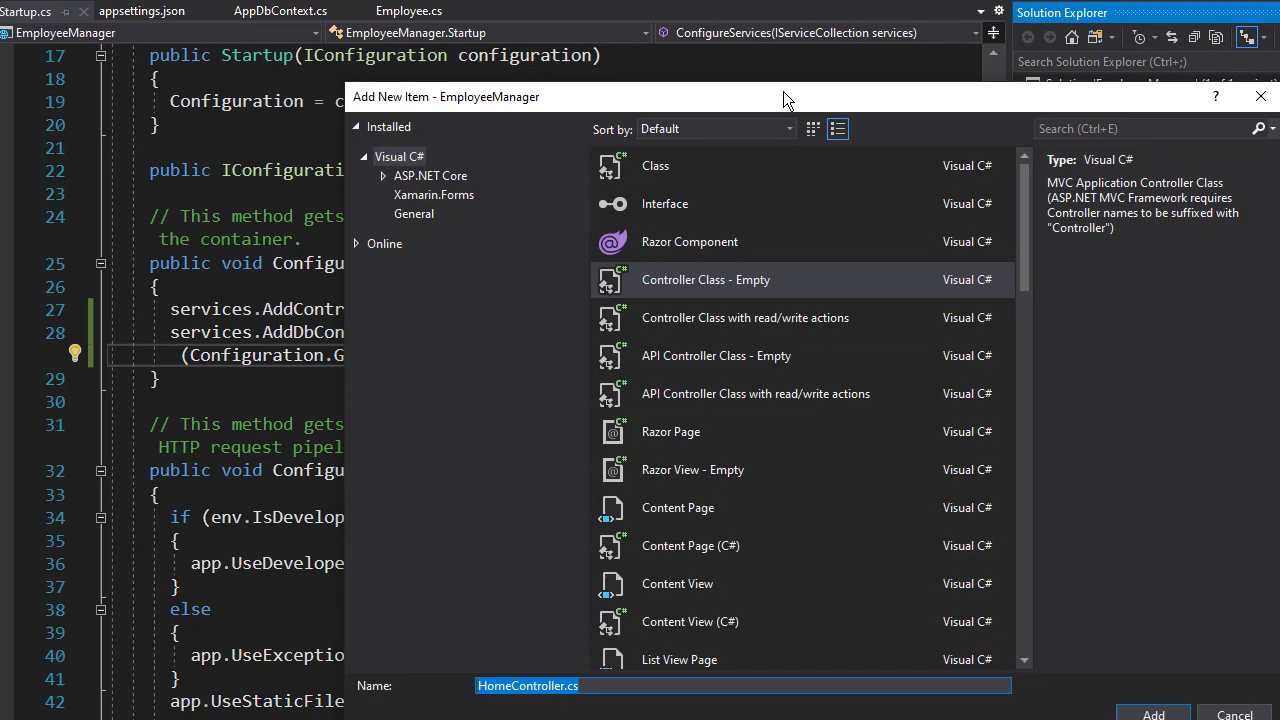 Startup.cs
appsettings.json
AppDbContext.cs
Employee.cs
Solution Explorer
EmployeeManager
EmployeeManager.Startup
ConfigureServices(IServiceCollection services)
Search Solution Explorer (Ctrl+;)
17 public Startup(IConfiguration configuration)
18 {
19 Configuration = c
20 }
21
22 public IConfigurati
23
24 // This method gets
the container.
25 public void Configu
26 {
27 services.AddContr
28 services.AddDbCon
(Configuration.G
29 }
30
31 // This method gets
HTTP request pipel
32 public void Config
33 {
34 if (env.IsDevelop
35 {
36 app.UseDevelope
37 }
38 else
39 {
40 app.UseExceptio
41 }
42 app.UseStaticFile
Add New Item - EmployeeManager
?
Installed
Visual C#
ASP.NET Core
Xamarin.Forms
General
Online
Sort by: Default
Search (Ctrl+E)
Class Visual C#
Interface Visual C#
Razor Component Visual C#
Controller Class - Empty Visual C#
Controller Class with read/write actions Visual C#
API Controller Class - Empty Visual C#
API Controller Class with read/write actions Visual C#
Razor Page Visual C#
Razor View - Empty Visual C#
Content Page Visual C#
Content Page (C#) Visual C#
Content View Visual C#
Content View (C#) Visual C#
List View Page Visual C#
Type: Visual C#
MVC Application Controller Class
(ASP.NET MVC Framework requires
Controller names to be suffixed with
"Controller")
Name: HomeController.cs
Add
Cancel